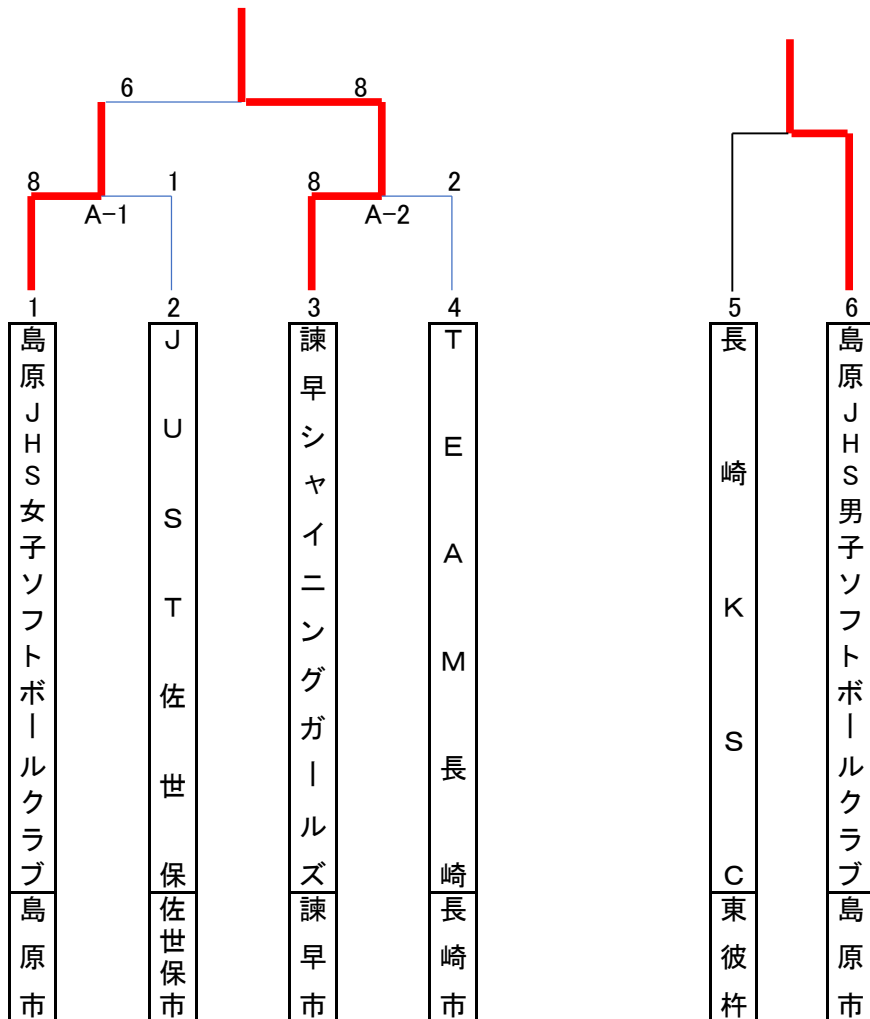 6 8
8 1 8 2
A-1 A-2
1 2 3 4 5 6
島原JHS女子ソフトボールクラブ
島原市
JUST佐世保
佐世保市
諫早シャイニングガールズ
諫早市
TEAM長崎
長崎市
長崎KSC
東彼杵
島原JHS男子ソフトボールクラブ
島原市